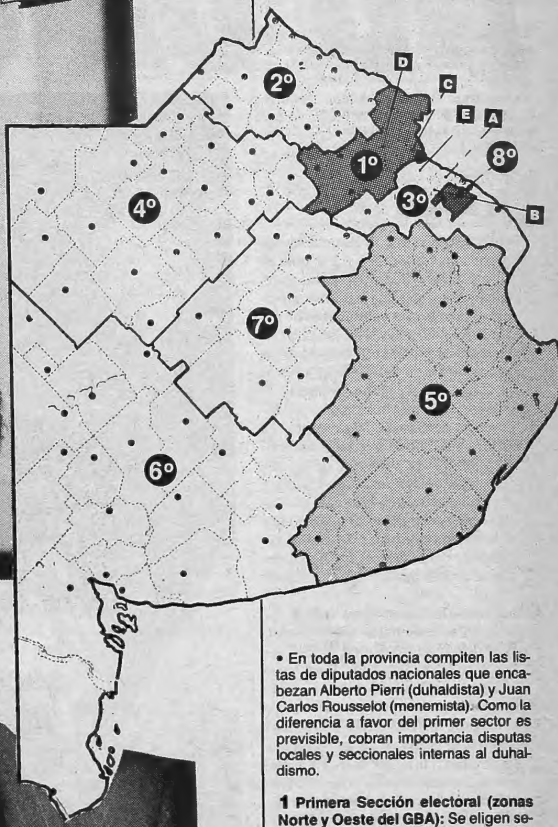 D
C
E
A
2º
1º
8º
3º
B
4º
7º
5º
6º
• En toda la provincia compiten las lis-
tas de diputados nacionales que enca-
bezan Alberto Pierri (duhaldista) y Juan
Carlos Rousselot (menemista). Como la
diferencia a favor del primer sector es
previsible, cobran importancia disputas
locales y seccionales internas al duhal-
dismo.
1 Primera Sección electoral (zonas
Norte y Oeste del GBA): Se eligen se-